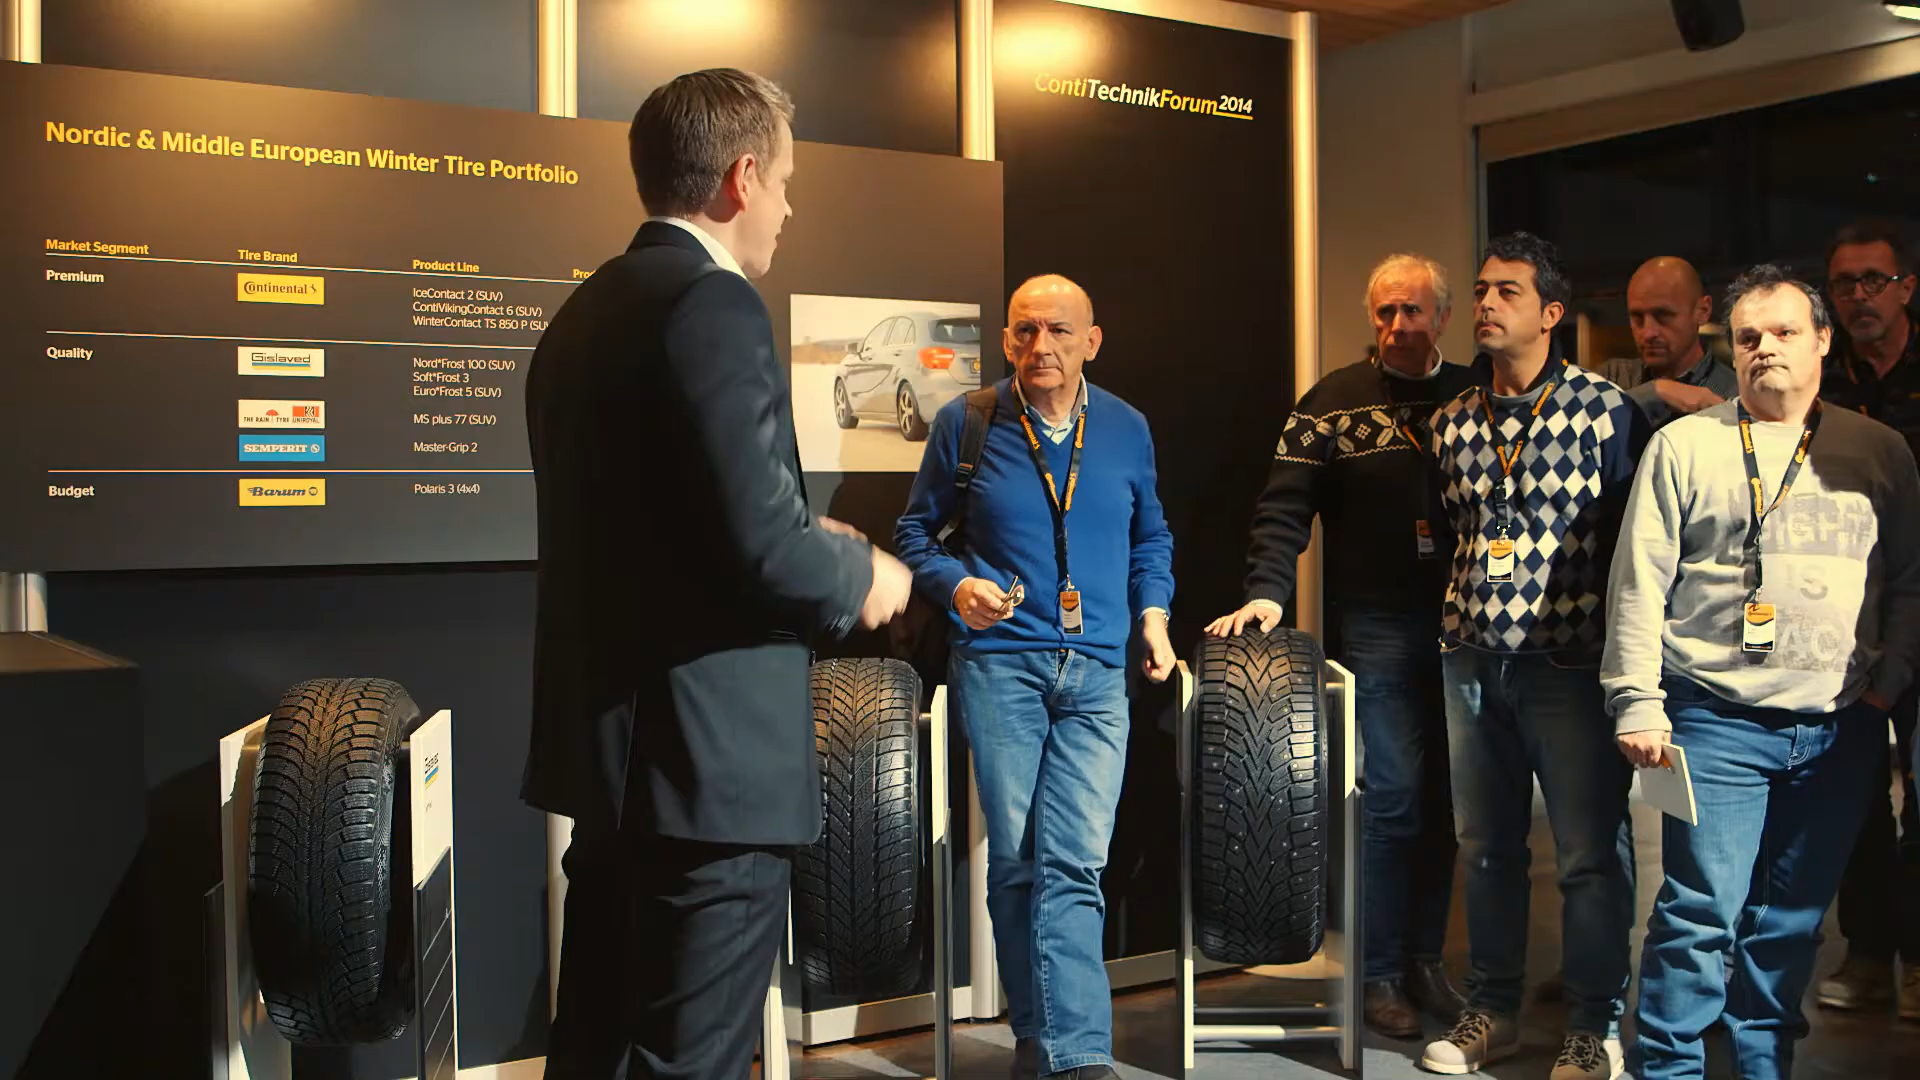 ContiTechnikForum2014
Nordic & Middle European Winter Tire Portfolio
Market Segment
Tire Brand
Product Line
Premium
Continental
IceContact 2 (SUV)
ContiVikingContact 6 (SUV)
WinterContact TS 850 P
Quality
Gislaved
Nord*Frost 100 (SUV)
Soft*Frost 3
Euro*Frost 5 (SUV)
THE RAIN TYRE UNIROYAL
MS plus 77 (SUV)
SEMPERIT
Master-Grip 2
Budget
Barum
Polaris 3 (4x4)
Gislaved